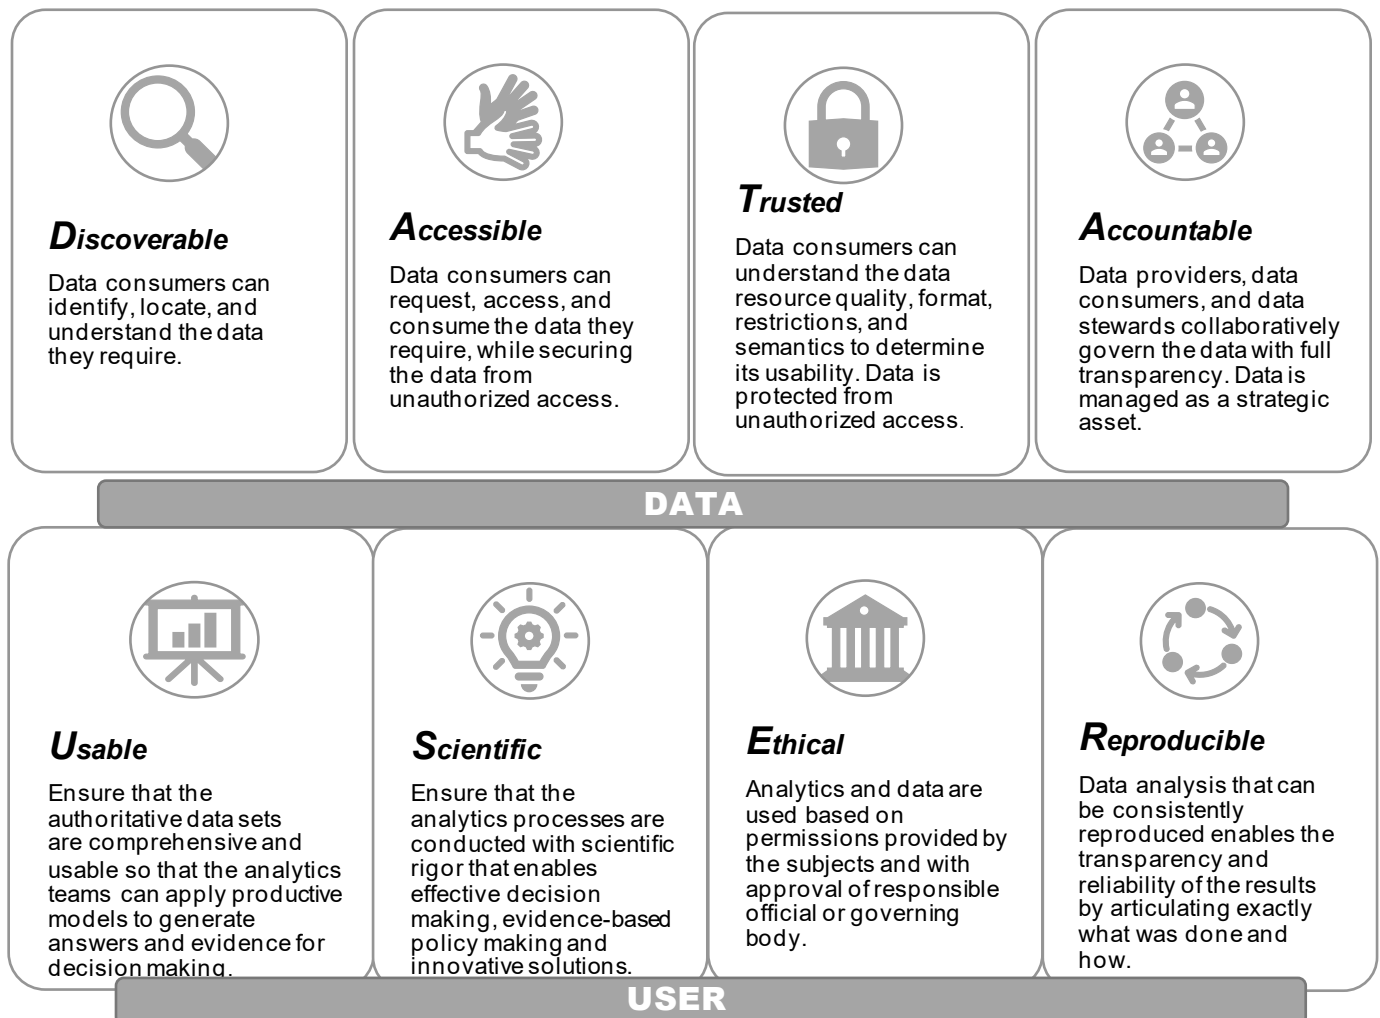 Discoverable
Data consumers can
identify, locate, and
understand the data
they require.
Accessible
Data consumers can
request, access, and
consume the data they
require, while securing
the data from
unauthorized access.
Trusted
Data consumers can
understand the data
resource quality, format,
restrictions, and
semantics to determine
its usability. Data is
protected from
unauthorized access.
Accountable
Data providers, data
consumers, and data
stewards collaboratively
govern the data with full
transparency. Data is
managed as a strategic
asset.
DATA
Usable
Ensure that the
authoritative data sets
are comprehensive and
usable so that the analytics
teams can apply productive
models to generate
answers and evidence for
decision making.
Scientific
Ensure that the
analytics processes are
conducted with scientific
rigor that enables
effective decision
making, evidence-based
policy making and
innovative solutions.
Ethical
Analytics and data are
used based on
permissions provided by
the subjects and with
approval of responsible
official or governing
body.
Reproducible
Data analysis that can
be consistently
reproduced enables the
transparency and
reliability of the results
by articulating exactly
what was done and
how.
USER